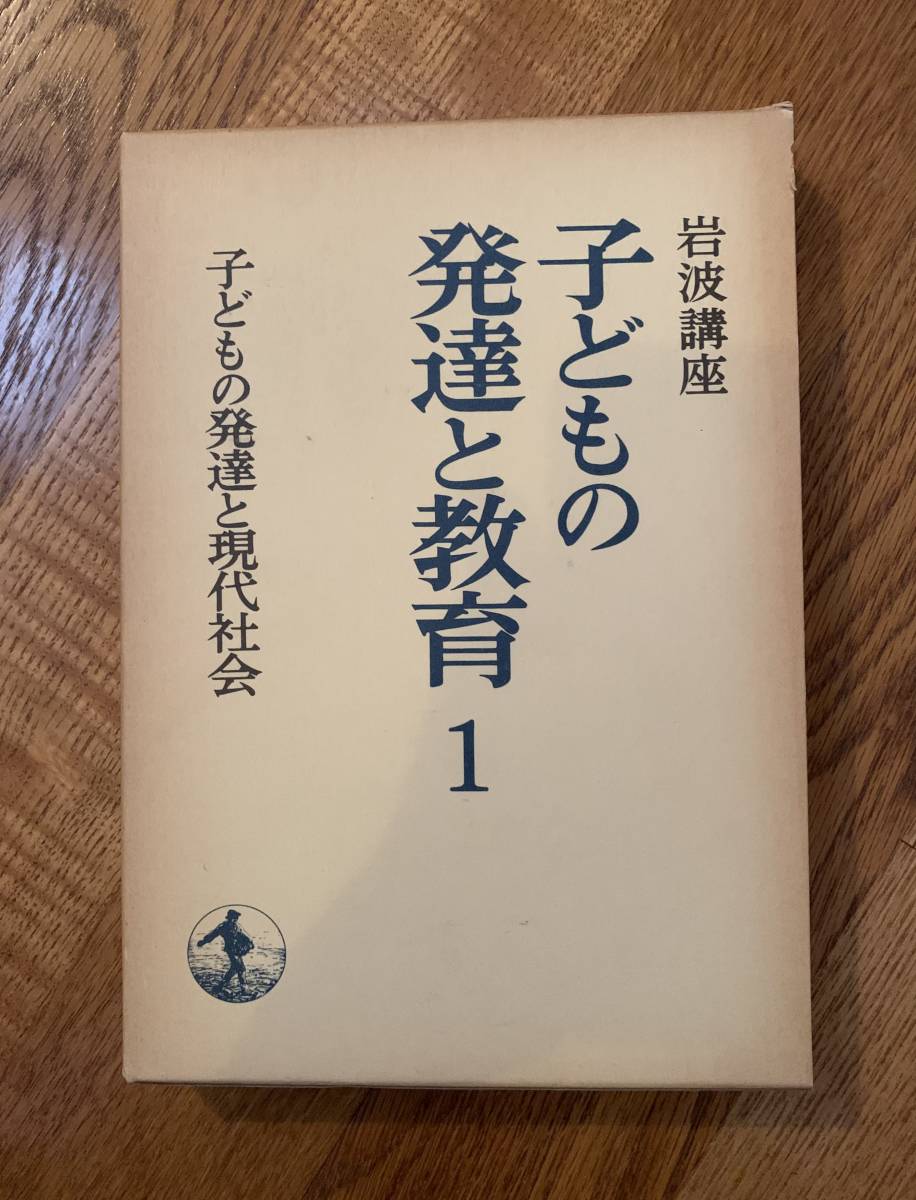 岩波講座
子どもの
発達と教育 1
子どもの発達と現代社会